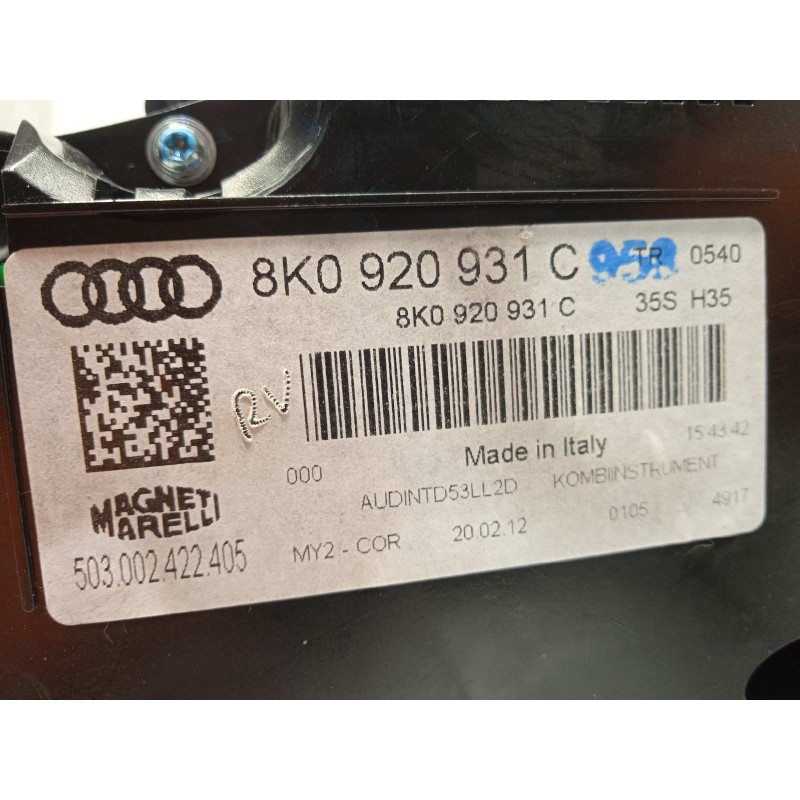 8K0 920 931 C TR 0540
8K0 920 931 C 35S H35
RV
Made in Italy 15:43:42
000 AUDINTD53LL2D KOMBIINSTRUMENT
MAGNETI
MARELLI
503.002.422.405 MY2 - COR 20.02.12 0105 4917